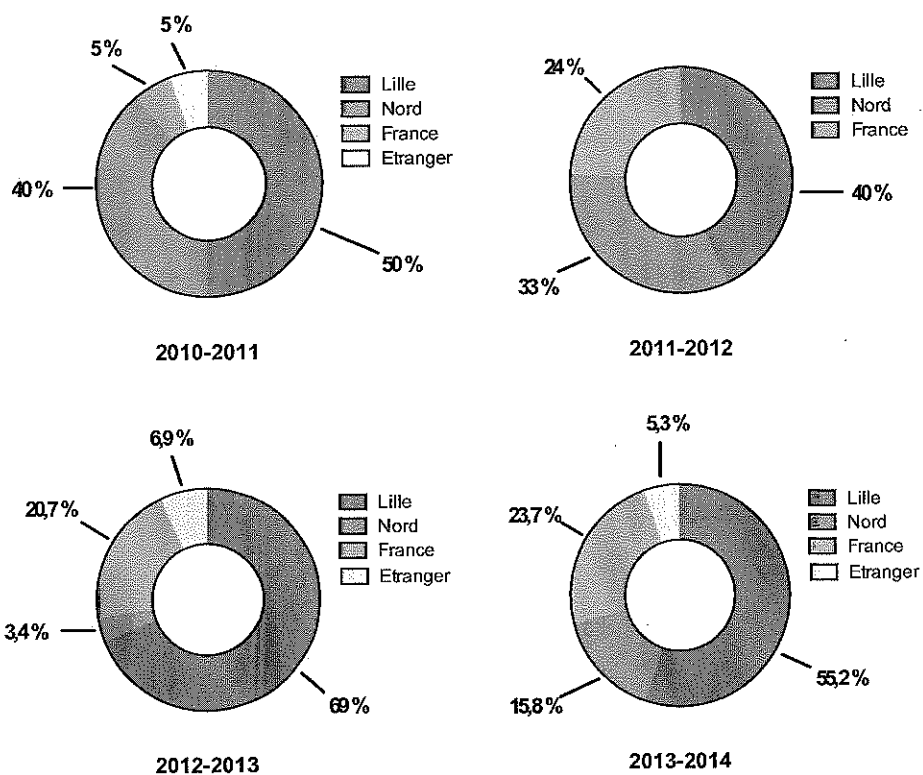 5%
5%
40%
50%
Lille
Nord
France
Etranger
2010-2011
24%
40%
33%
Lille
Nord
France
2011-2012
6,9%
20,7%
3,4%
69%
Lille
Nord
France
Etranger
2012-2013
5,3%
23,7%
15,8%
55,2%
Lille
Nord
France
Etranger
2013-2014